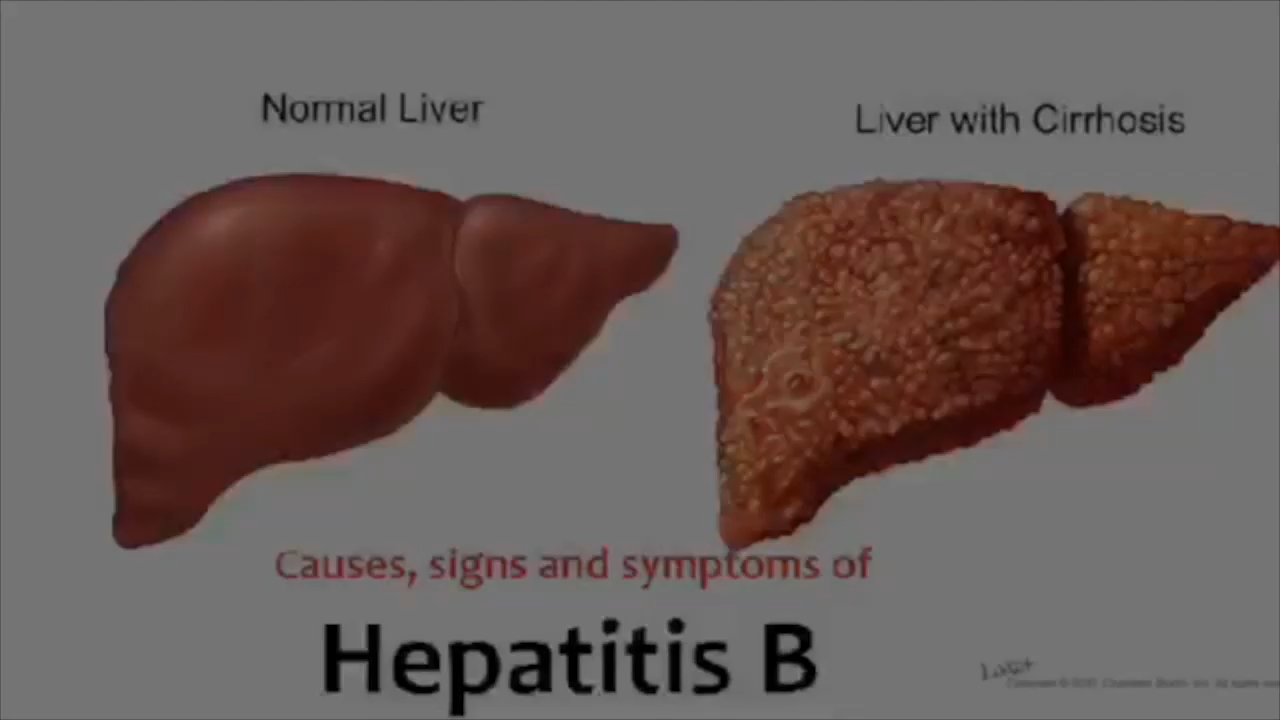 Normal Liver
Liver with Cirrhosis
Causes, signs and symptoms of
Hepatitis B